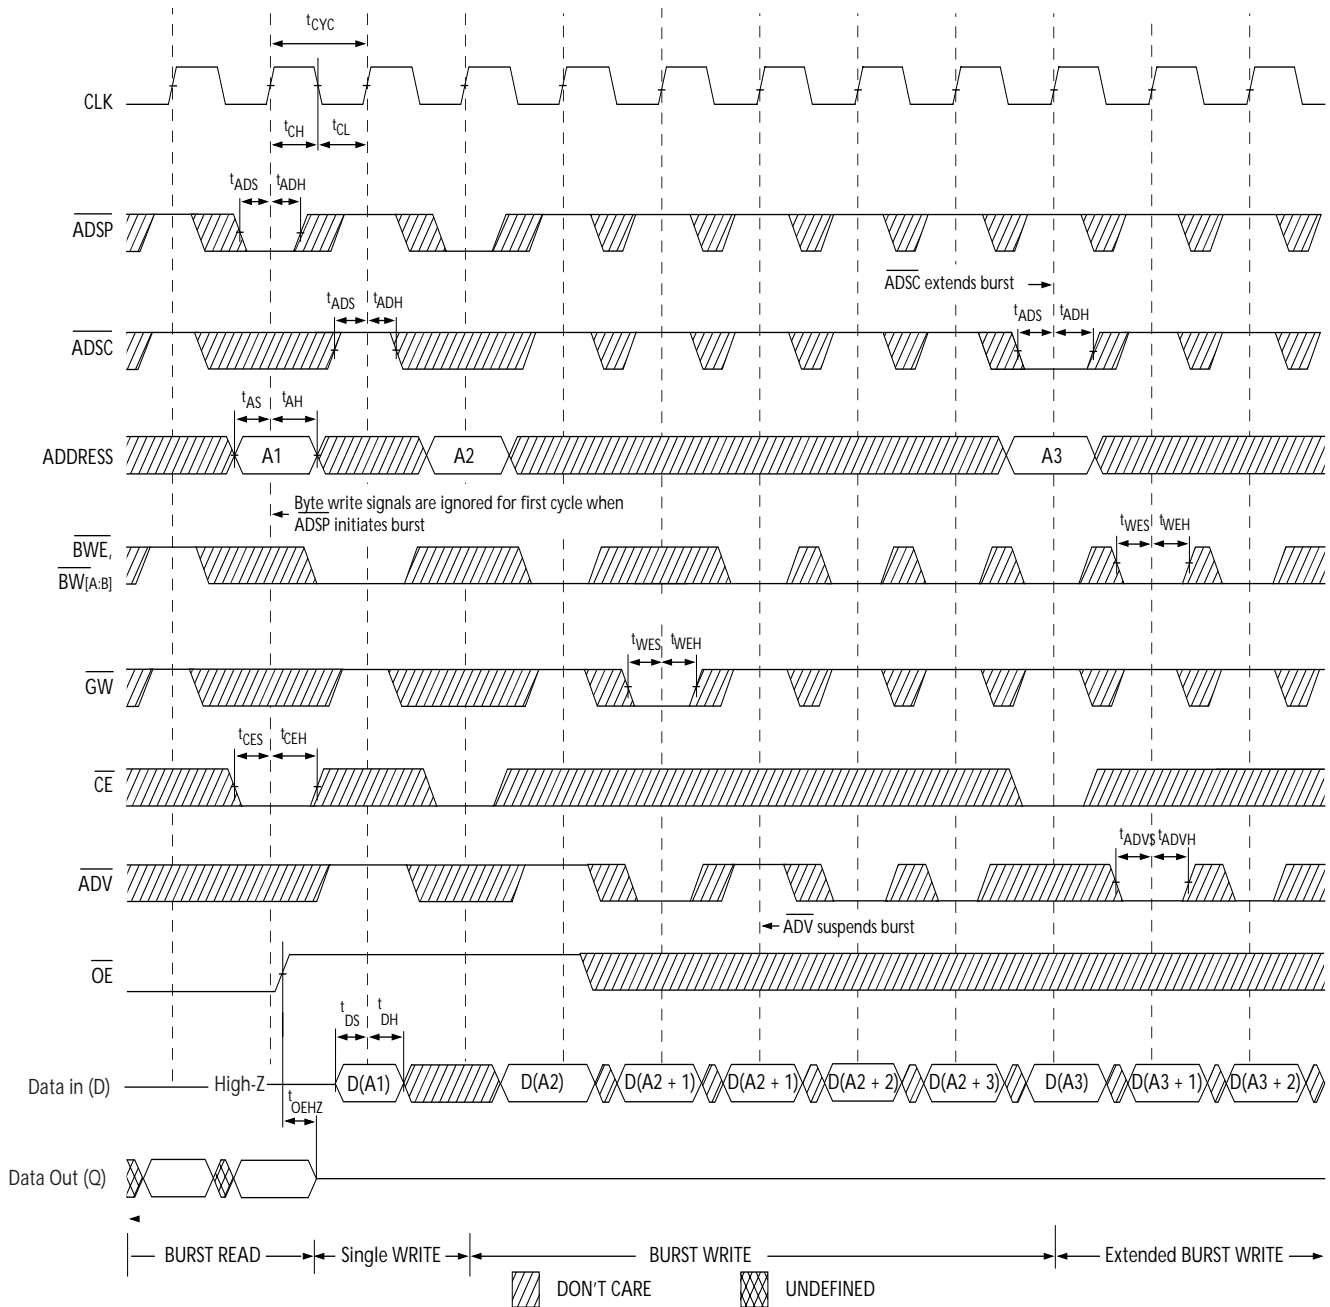 tCYC
CLK
tCH tCL
tADS tADH
ADSP
ADSC extends burst
tADS tADH tADS tADH
ADSC
tAS tAH
ADDRESS A1 A2 A3
Byte write signals are ignored for first cycle when
ADSP initiates burst
BWE, tWES tWEH
BW[A:B]
tWES tWEH
GW
tCES tCEH
CE
tADVS tADVH
ADV
ADV suspends burst
OE
tDS tDH
Data in (D) High-Z D(A1) D(A2) D(A2 + 1) D(A2 + 1) D(A2 + 2) D(A2 + 3) D(A3) D(A3 + 1) D(A3 + 2)
tOEHZ
Data Out (Q)
BURST READ Single WRITE BURST WRITE Extended BURST WRITE
DON'T CARE UNDEFINED